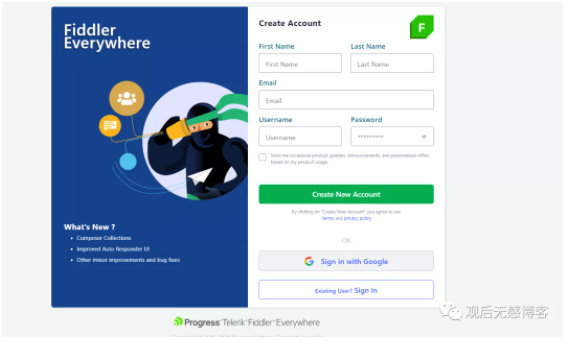 Fiddler
Everywhere
What's New ?
Composer Collections
Improved Auto Responder UI
Other minor improvements and bug fixes
Create Account
F
First Name
Last Name
First Name
Last Name
Email
Email
Username
Password
Username
Send me occasional product updates, announcements, and personalised offers
based on my product usage.
Create New Account
By clicking on "Create New Account" you agree to our
terms and privacy policy
-OR-
Sign in with Google
Existing User? Sign In
Progress Telerik Fiddler Everywhere
观后无感博客